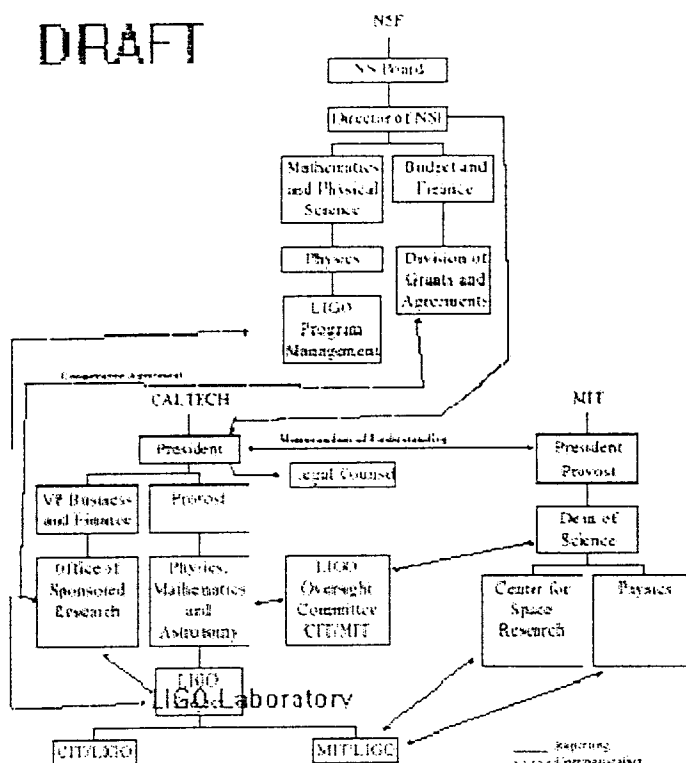 DRAFT
NSF
NS Board
Director of NSF
Mathematics
and Physical
Science
Budget and
Finance
Physics
Division of
Grants and
Agreements
LIGO
Program
Management
Cooperative Agreement
CALTECH
MIT
President
Memorandum of Understanding
President
Provost
Legal Counsel
VP Business
and Finance
Provost
Dean of
Science
Office of
Sponsored
Research
Physics,
Mathematics
and
Astronomy
LIGO
Oversight
Committee
CIT/MIT
Center for
Space
Research
Physics
LIGO
LIGO Laboratory
CIT/LIGO
MIT/LIGO
Reporting
Communication